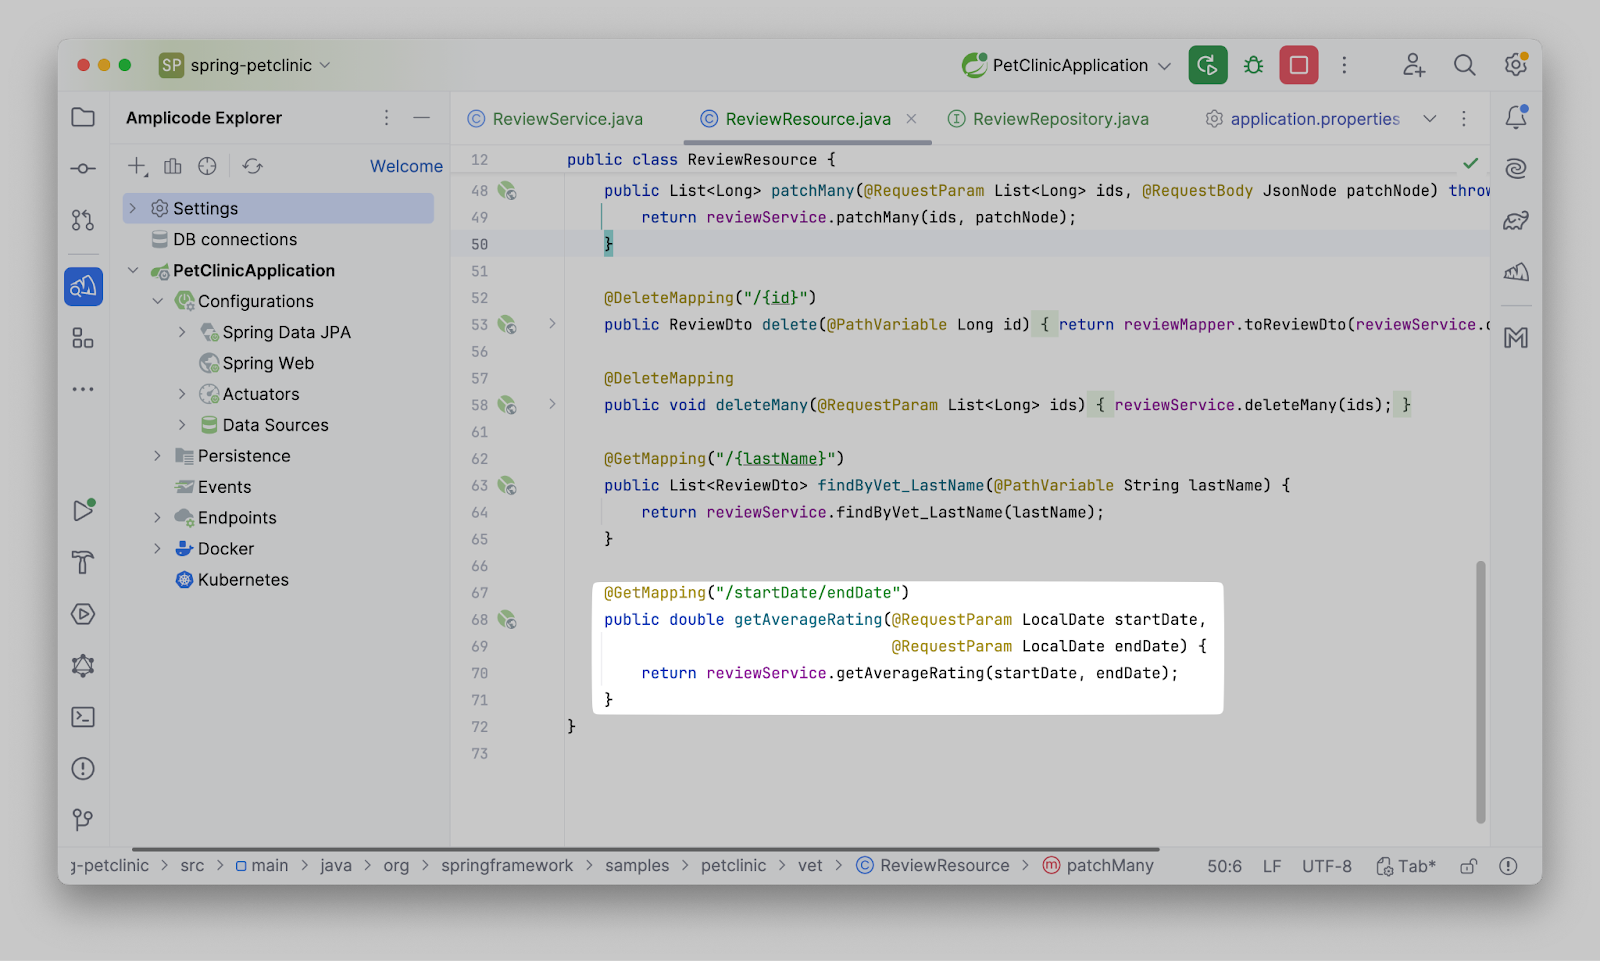 SP spring-petclinic
PetClinicApplication
Amplicode Explorer
Welcome
Settings
DB connections
PetClinicApplication
Configurations
Spring Data JPA
Spring Web
Actuators
Data Sources
Persistence
Events
Endpoints
Docker
Kubernetes
ReviewService.java ReviewResource.java ReviewRepository.java application.properties
12 public class ReviewResource {
48 public List<Long> patchMany(@RequestParam List<Long> ids, @RequestBody JsonNode patchNode) throw
49 return reviewService.patchMany(ids, patchNode);
50 }
51
52 @DeleteMapping("/{id}")
53 public ReviewDto delete(@PathVariable Long id) { return reviewMapper.toReviewDto(reviewService.d
56
57 @DeleteMapping
58 public void deleteMany(@RequestParam List<Long> ids) { reviewService.deleteMany(ids); }
61
62 @GetMapping("/{lastName}")
63 public List<ReviewDto> findByVet_LastName(@PathVariable String lastName) {
64 return reviewService.findByVet_LastName(lastName);
65 }
66
67 @GetMapping("/startDate/endDate")
68 public double getAverageRating(@RequestParam LocalDate startDate,
69 @RequestParam LocalDate endDate) {
70 return reviewService.getAverageRating(startDate, endDate);
71 }
72 }
73
g-petclinic > src > main > java > org > springframework > samples > petclinic > vet > ReviewResource > patchMany 50:6 LF UTF-8 Tab*